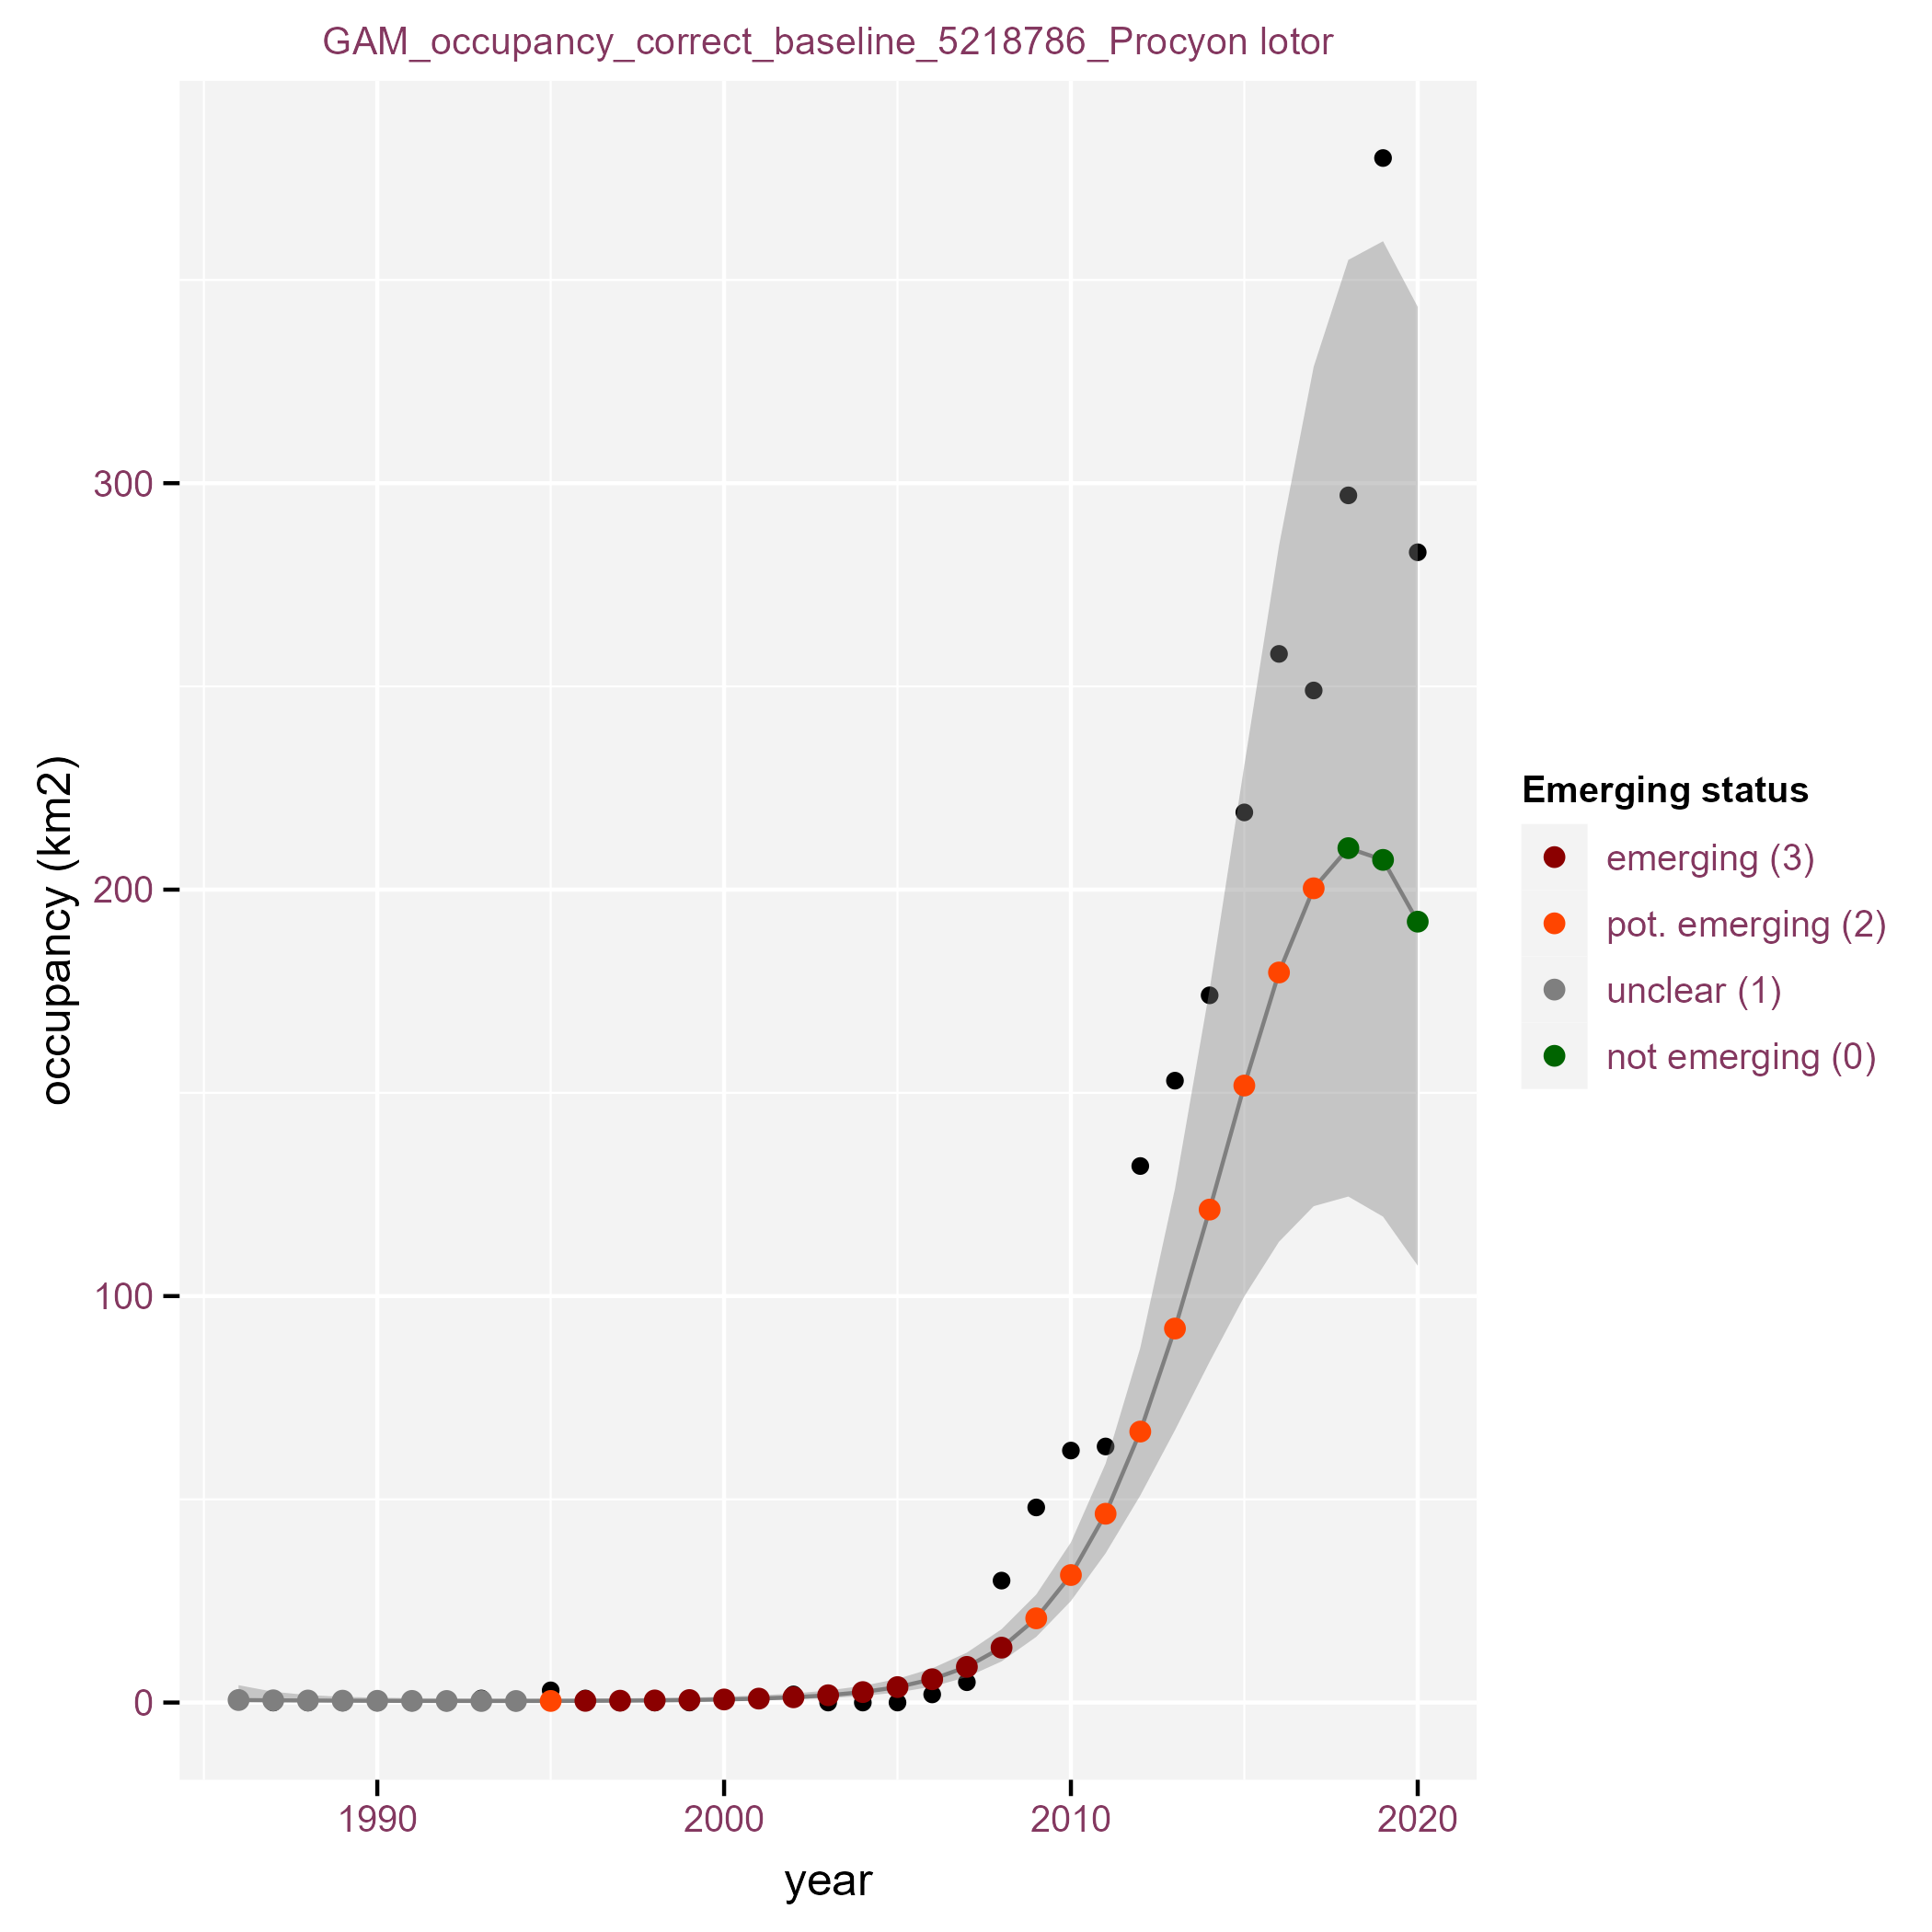 GAM_occupancy_correct_baseline_5218786_Procyon lotor
occupancy (km2)
300
200
100
0
1990
2000
2010
2020
year
Emerging status
emerging (3)
pot. emerging (2)
unclear (1)
not emerging (0)